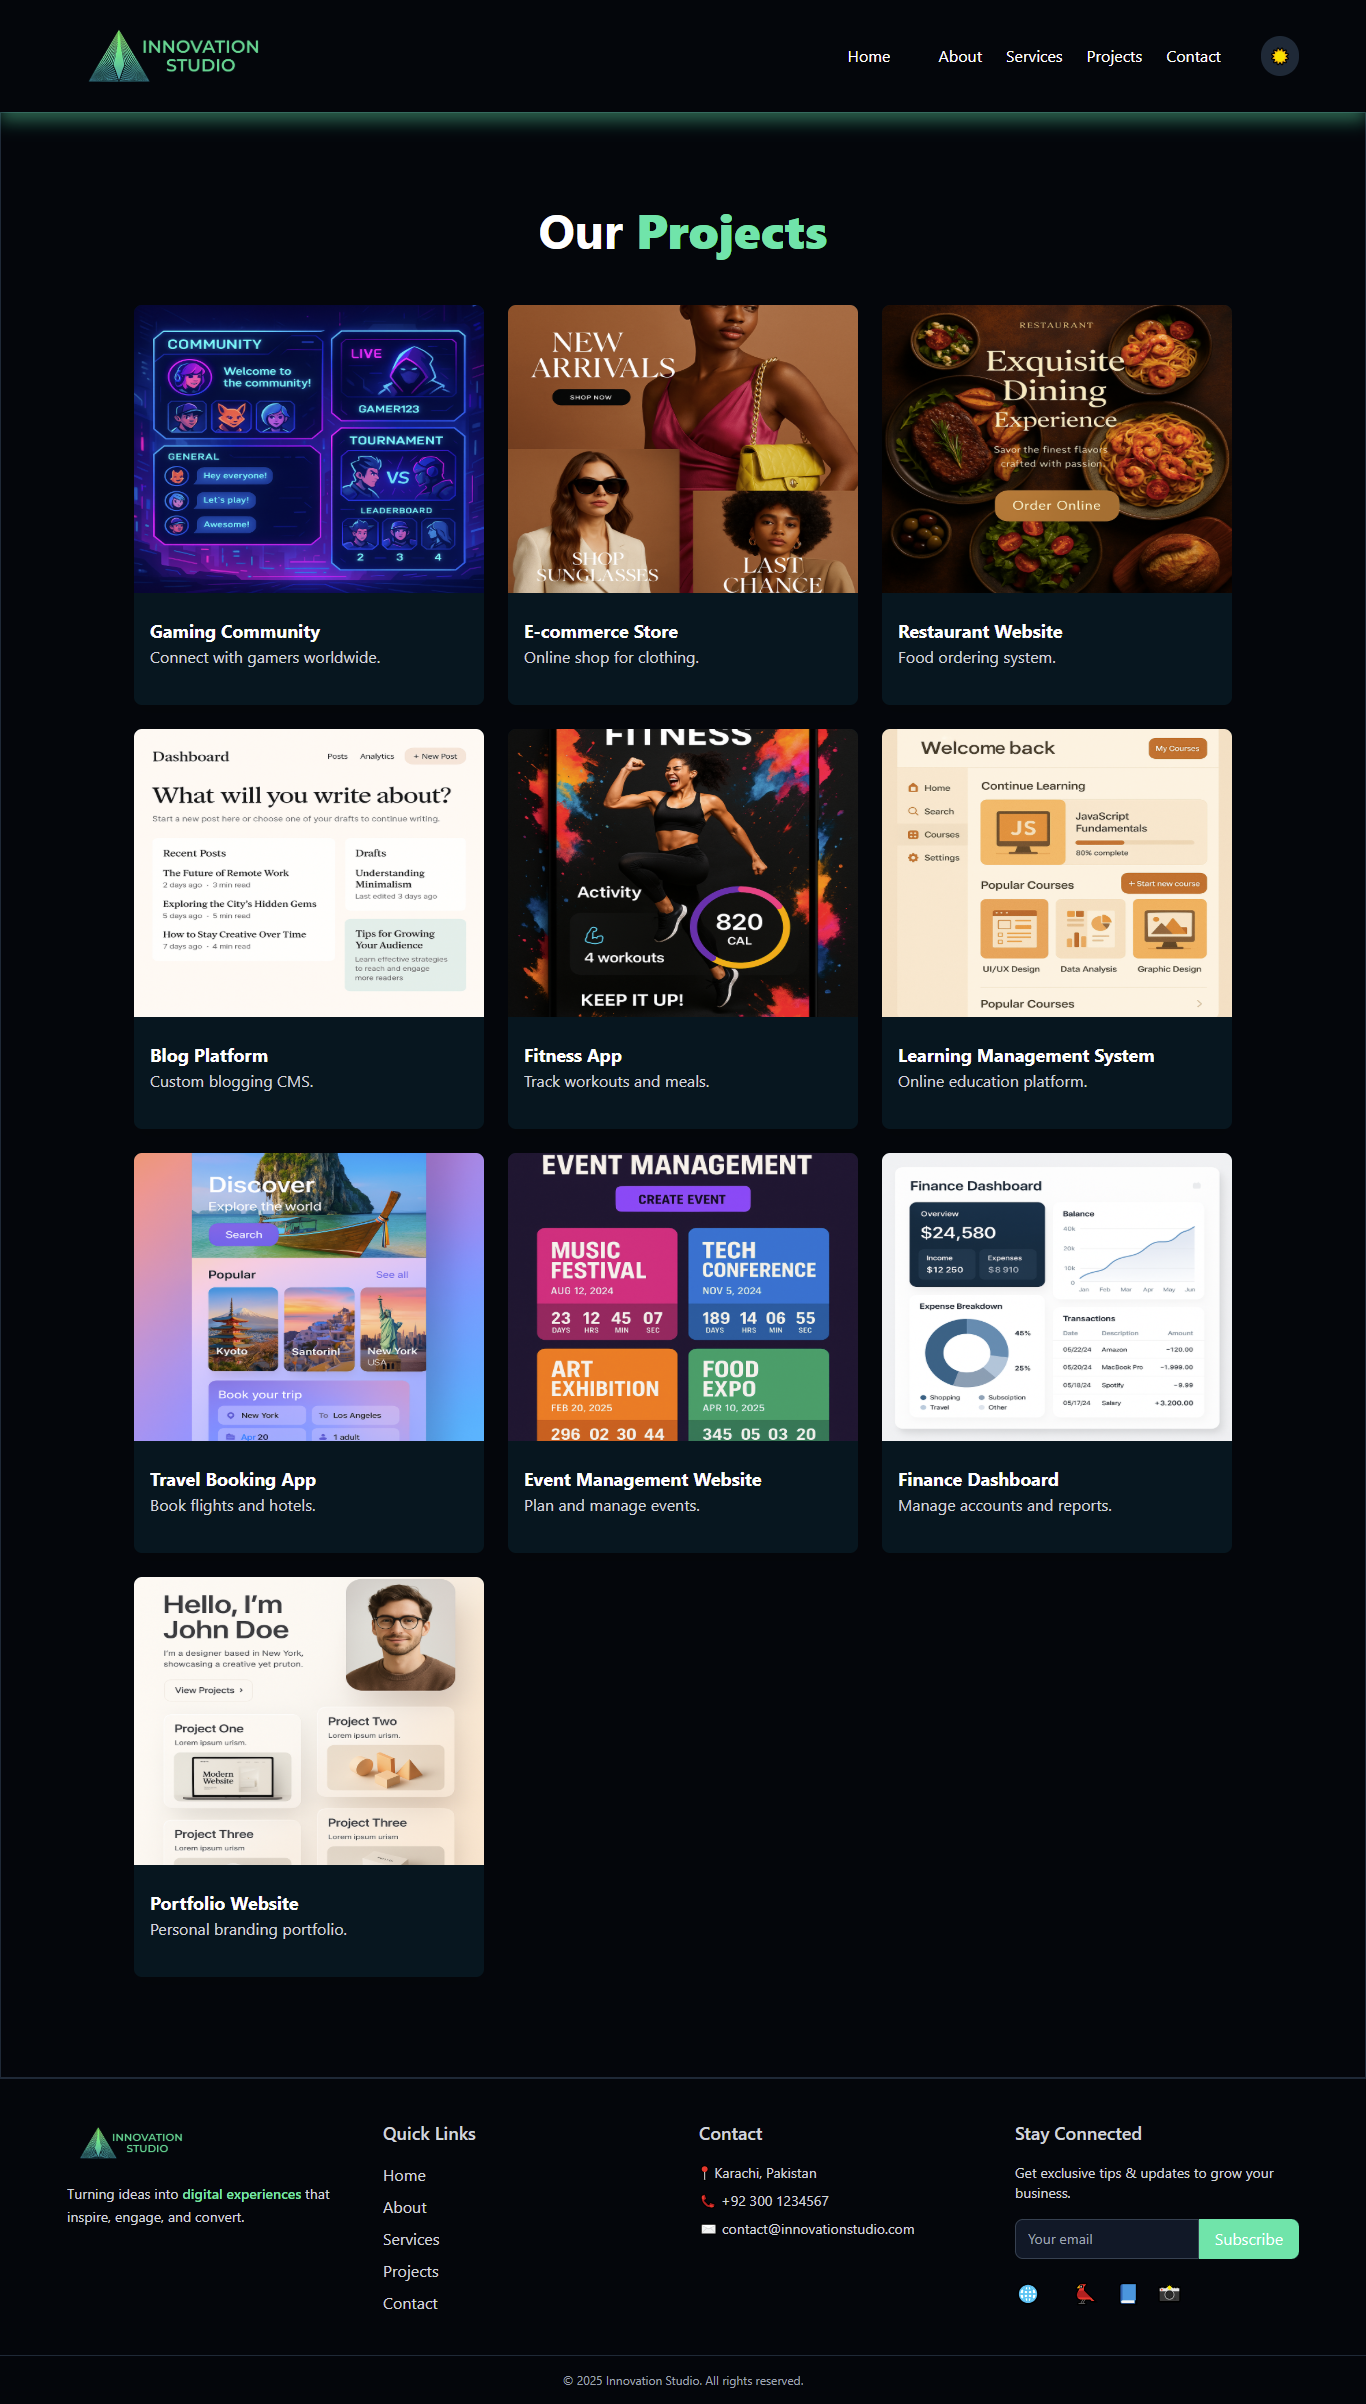 INNOVATION
STUDIO
Home
About
Services
Projects
Contact
Our Projects
COMMUNITY
Welcome to
the community!
GENERAL
Hey everyone!
Let's play!
Awesome!
LIVE
GAMER123
TOURNAMENT
VS
LEADERBOARD
2 3 4
Gaming Community
Connect with gamers worldwide.
NEW
ARRIVALS
SHOP NOW
SHOP
SUNGLASSES
LAST
CHANCE
E-commerce Store
Online shop for clothing.
RESTAURANT
Exquisite
Dining
Experience
Savor the finest flavors
crafted with passion
Order Online
Restaurant Website
Food ordering system.
Dashboard
Posts
Analytics
+ New Post
What will you write about?
Start a new post here or choose one of your drafts to continue writing.
Recent Posts
The Future of Remote Work
2 days ago · 3 min read
Exploring the City's Hidden Gems
5 days ago · 5 min read
How to Stay Creative Over Time
7 days ago · 4 min read
Drafts
Understanding
Minimalism
Last edited 3 days ago
Tips for Growing
Your Audience
Learn effective strategies
to reach and engage
more readers
Blog Platform
Custom blogging CMS.
FITNESS
Activity
4 workouts
820
CAL
KEEP IT UP!
Fitness App
Track workouts and meals.
Welcome back
My Courses
Home
Search
Courses
Settings
Continue Learning
JS
JavaScript
Fundamentals
80% complete
Popular Courses
+ Start new course
UI/UX Design
Data Analysis
Graphic Design
Popular Courses
Learning Management System
Online education platform.
Discover
Explore the world
Search
Popular
See all
Kyoto
Santorini
New York
USA
Book your trip
New York
To Los Angeles
Apr 20
1 adult
Travel Booking App
Book flights and hotels.
EVENT MANAGEMENT
CREATE EVENT
MUSIC
FESTIVAL
AUG 12, 2024
23 12 45 07
DAYS HRS MIN SEC
TECH
CONFERENCE
NOV 5, 2024
189 14 06 55
DAYS HRS MIN SEC
ART
EXHIBITION
FEB 20, 2025
296 02 30 44
FOOD
EXPO
APR 10, 2025
345 05 03 20
Event Management Website
Plan and manage events.
Finance Dashboard
Overview
$24,580
Income
$12 250
Expenses
$8 910
Balance
40k
20k
10k
0
Jan Feb Mar Apr May Jun
Expense Breakdown
45%
25%
Shopping
Subsciption
Travel
Other
Transactions
Date Description Amount
05/22/24 Amazon -120.00
05/20/24 MacBook Pro -1.999.00
05/18/24 Spotify -9.99
05/17/24 Salary +3.200.00
Finance Dashboard
Manage accounts and reports.
Hello, I'm
John Doe
I'm a designer based in New York,
showcasing a creative yet pruton.
View Projects ›
Project One
Lorem ipsum urism.
Modern
Website
Project Two
Lorem ipsum urism.
Project Three
Lorem ipsum urism
Project Three
Lorem ipsum urism
Portfolio Website
Personal branding portfolio.
INNOVATION
STUDIO
Turning ideas into digital experiences that
inspire, engage, and convert.
Quick Links
Home
About
Services
Projects
Contact
Contact
Karachi, Pakistan
+92 300 1234567
contact@innovationstudio.com
Stay Connected
Get exclusive tips & updates to grow your
business.
Your email
Subscribe
© 2025 Innovation Studio. All rights reserved.